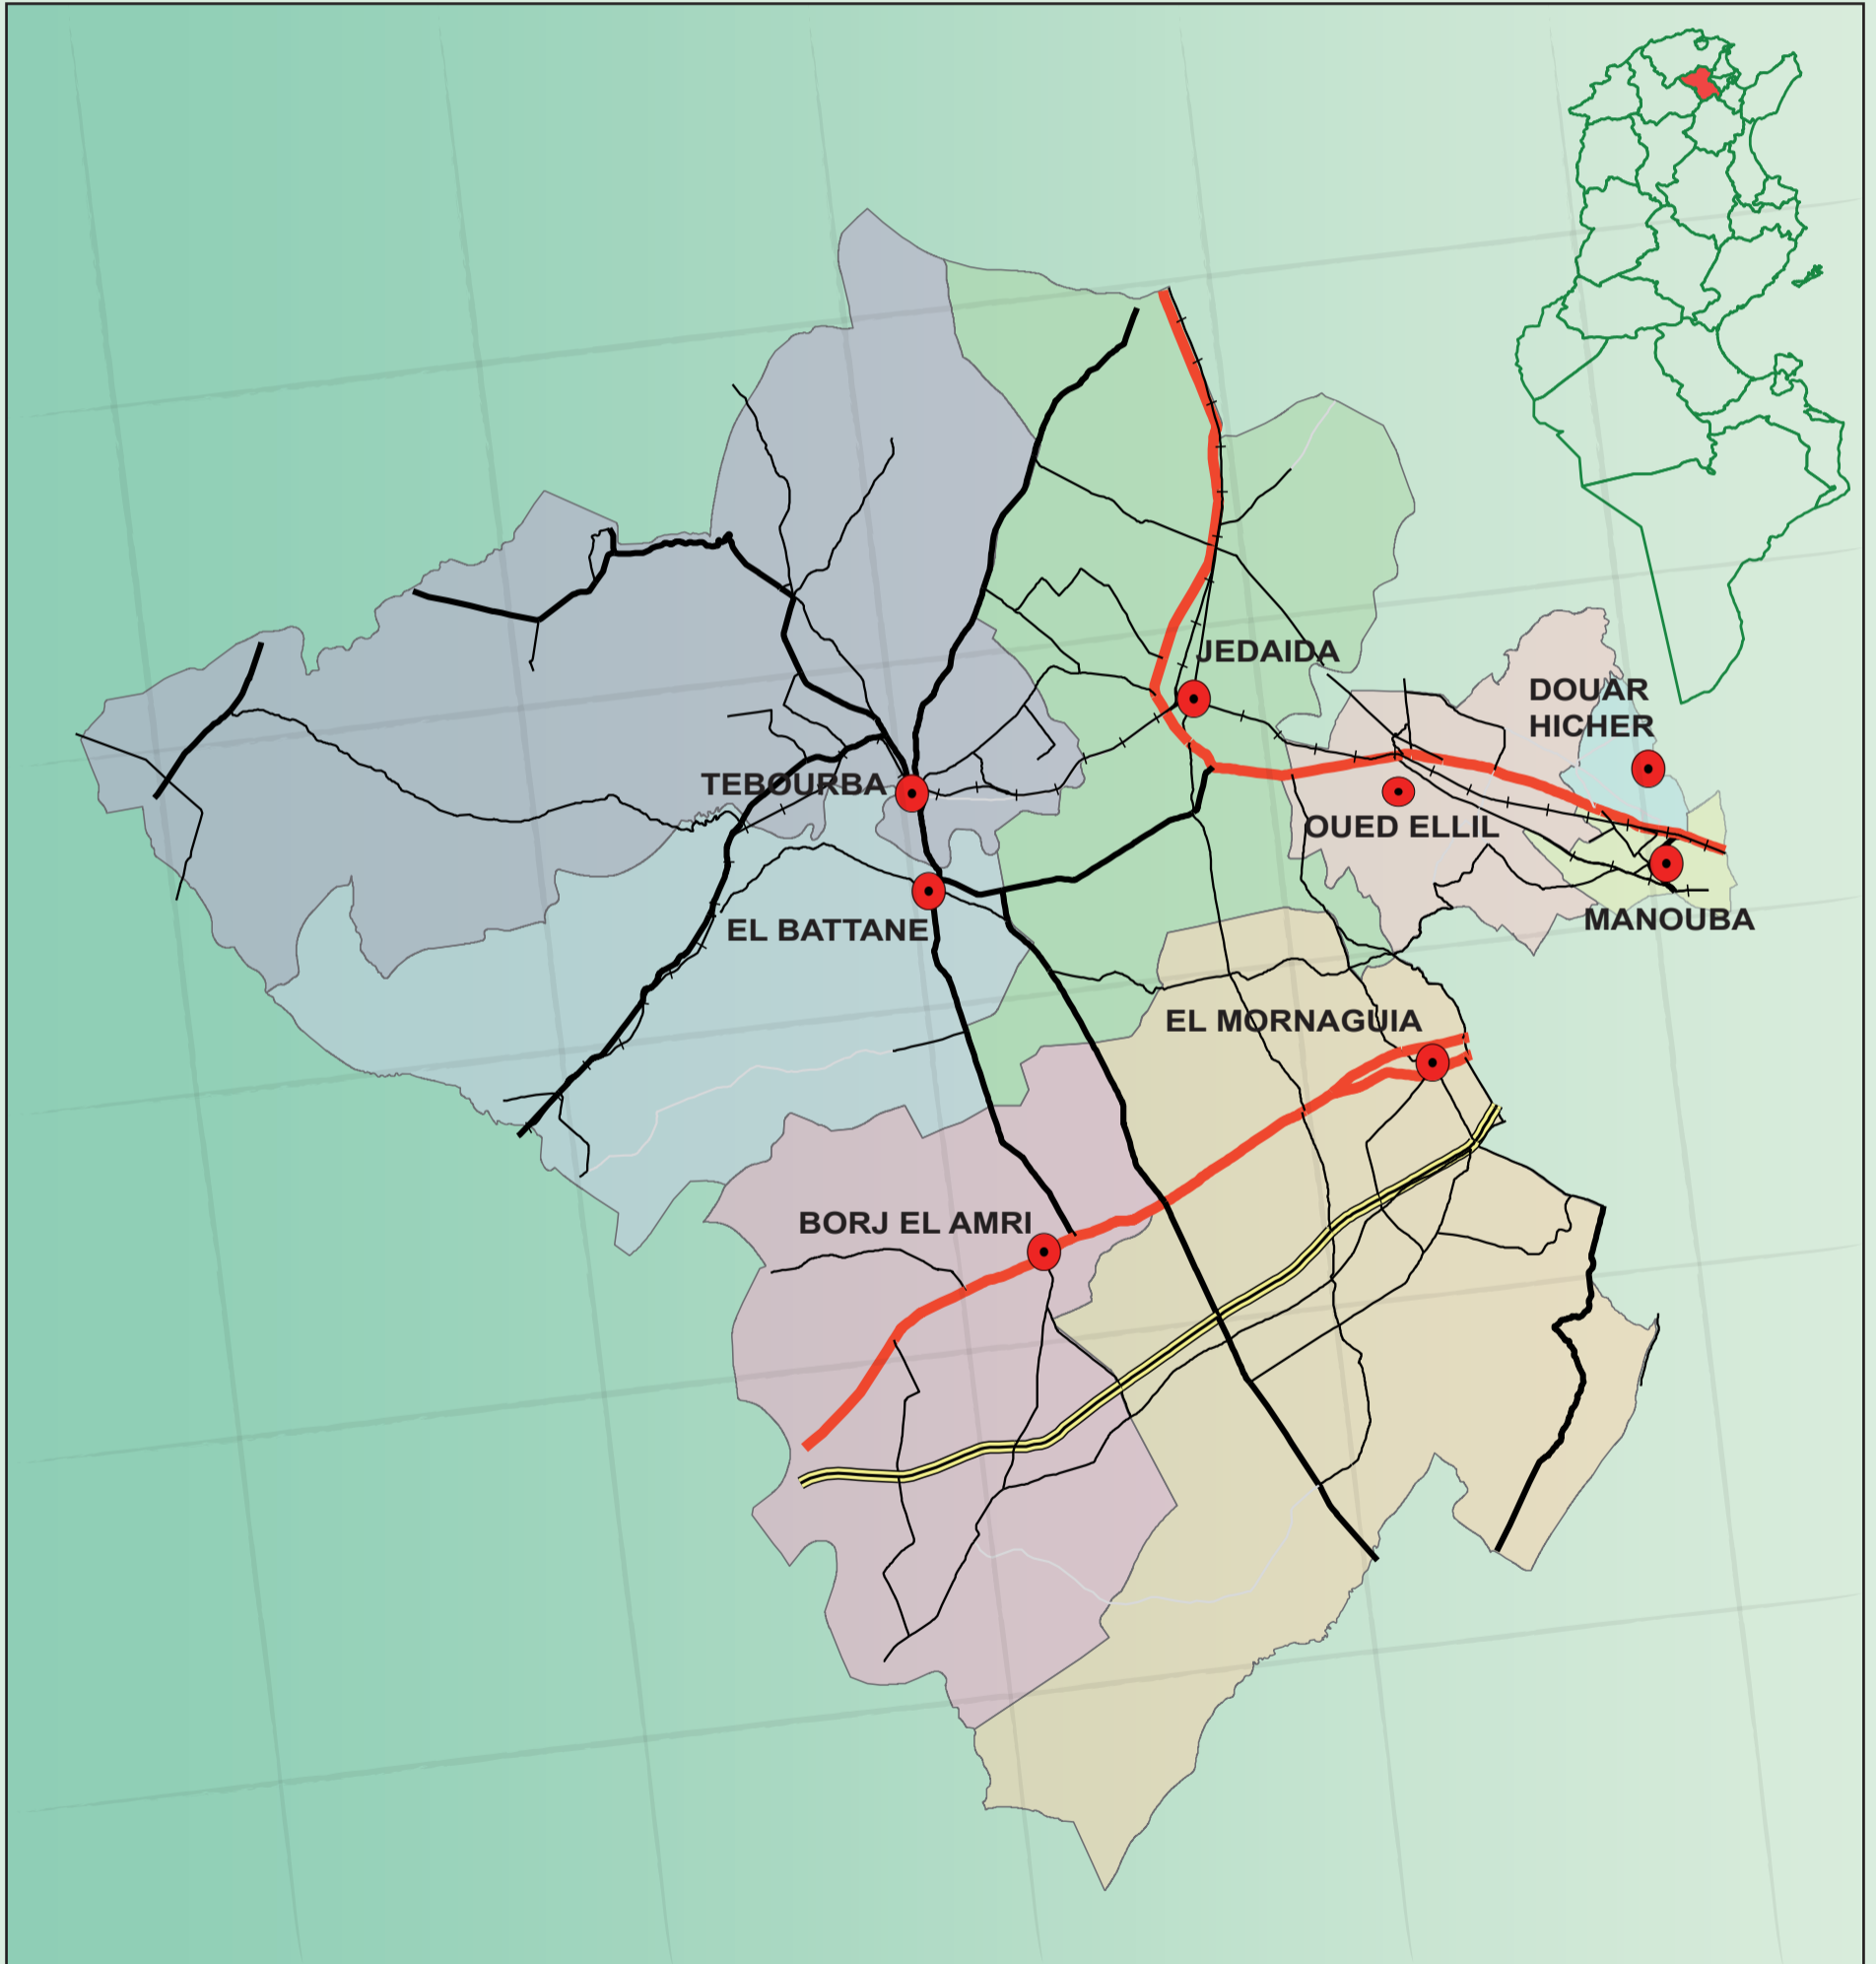 JEDAIDA
DOUAR
HICHER
TEBOURBA
OUED ELLIL
MANOUBA
EL BATTANE
EL MORNAGUIA
BORJ EL AMRI